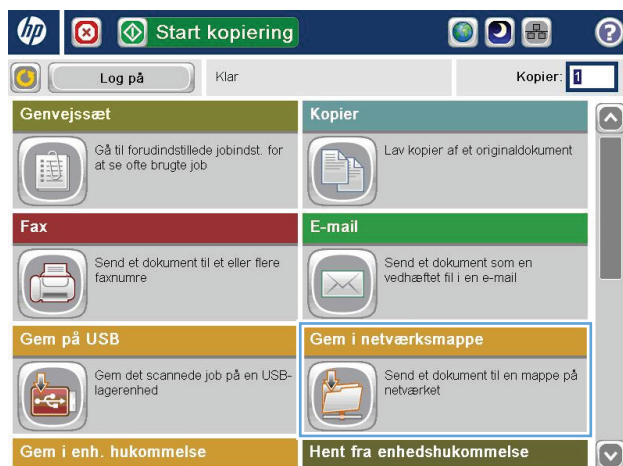 hp
Start kopiering
?
Log på
Klar
Kopier: 1
Genvejssæt
Gå til forudindstillede jobindst. for
at se ofte brugte job
Kopier
Lav kopier af et originaldokument
Fax
Send et dokument til et eller flere
faxnumre
E-mail
Send et dokument som en
vedhæftet fil i en e-mail
Gem på USB
Gem det scannede job på en USB-
lagerenhed
Gem i netværksmappe
Send et dokument til en mappe på
netværket
Gem i enh. hukommelse
Hent fra enhedshukommelse